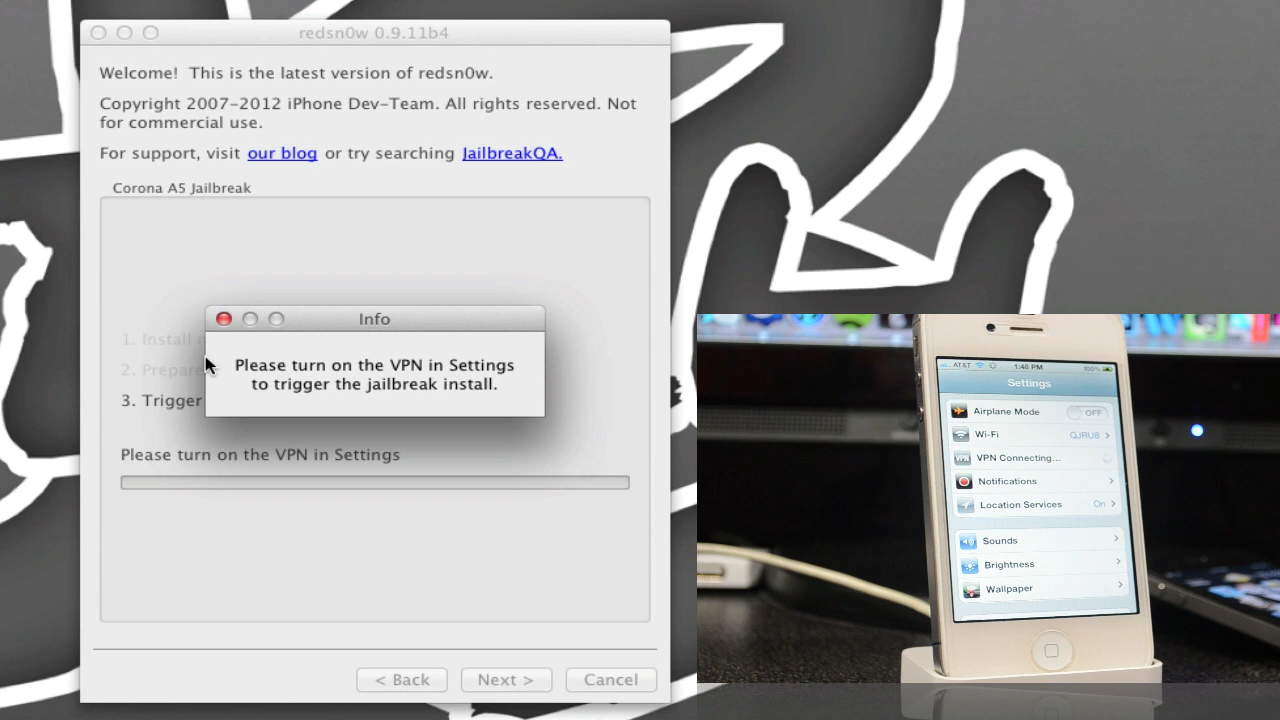 redsn0w 0.9.11b4
Welcome!  This is the latest version of redsn0w.
Copyright 2007-2012 iPhone Dev-Team. All rights reserved. Not
for commercial use.
For support, visit our blog or try searching JailbreakQA.
Corona A5 Jailbreak
1. Install
2. Prepare
3. Trigger
Info
Please turn on the VPN in Settings
to trigger the jailbreak install.
Please turn on the VPN in Settings
< Back
Next >
Cancel
AT&T 1:48 PM 100%
Settings
Airplane Mode OFF
Wi-Fi QJRU8 >
VPN VPN Connecting...
Notifications >
Location Services On >
Sounds >
Brightness >
Wallpaper >